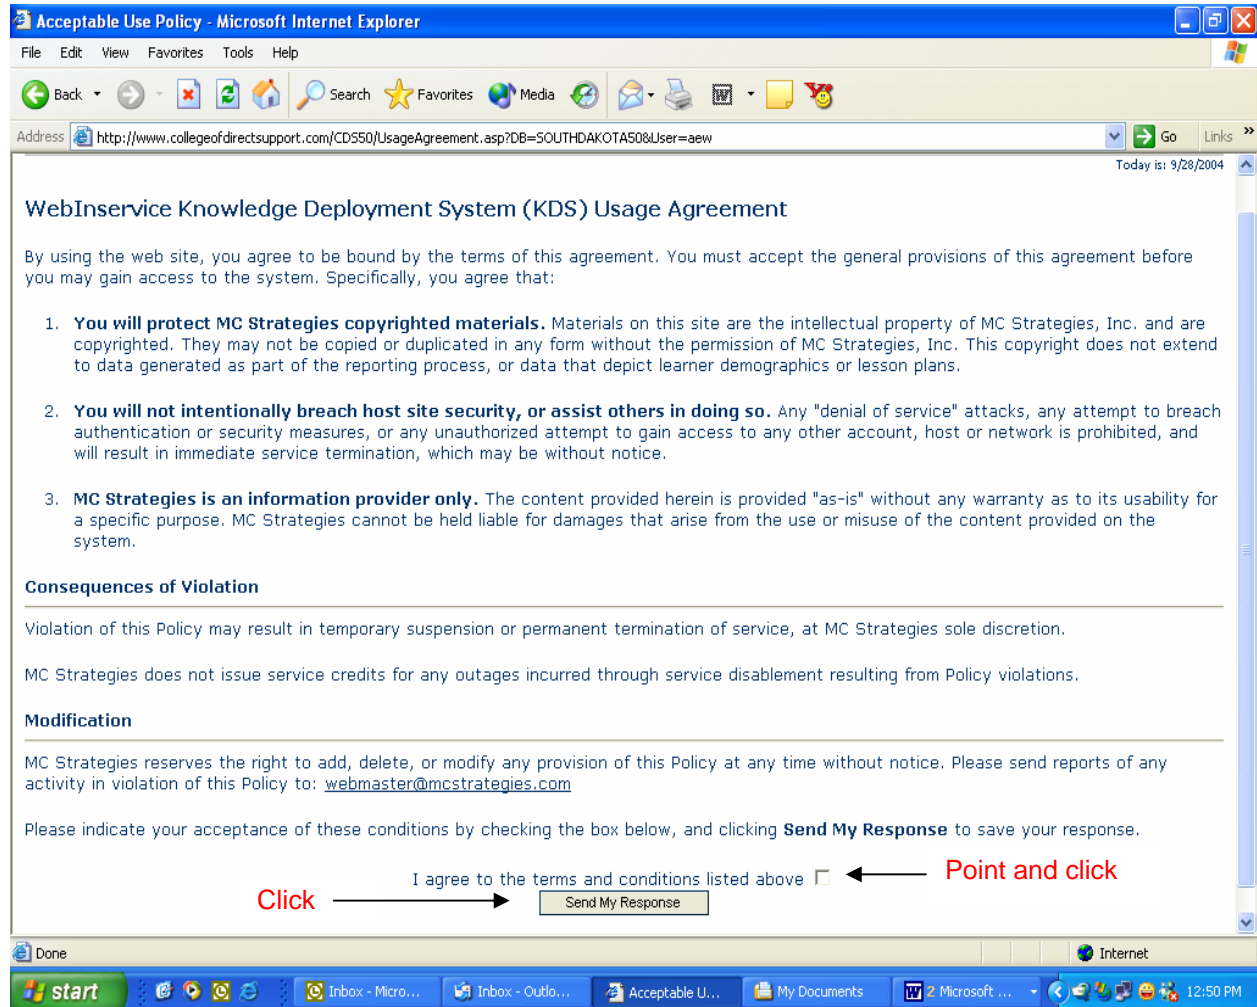 Acceptable Use Policy - Microsoft Internet Explorer
File Edit View Favorites Tools Help
Back Search Favorites Media
Address http://www.collegeofdirectsupport.com/CDS50/UsageAgreement.asp?DB=SOUTHDAKOTA50&User=aew Go Links »
Today is: 9/28/2004
WebInservice Knowledge Deployment System (KDS) Usage Agreement
By using the web site, you agree to be bound by the terms of this agreement. You must accept the general provisions of this agreement before
you may gain access to the system. Specifically, you agree that:
1. You will protect MC Strategies copyrighted materials. Materials on this site are the intellectual property of MC Strategies, Inc. and are
copyrighted. They may not be copied or duplicated in any form without the permission of MC Strategies, Inc. This copyright does not extend
to data generated as part of the reporting process, or data that depict learner demographics or lesson plans.
2. You will not intentionally breach host site security, or assist others in doing so. Any "denial of service" attacks, any attempt to breach
authentication or security measures, or any unauthorized attempt to gain access to any other account, host or network is prohibited, and
will result in immediate service termination, which may be without notice.
3. MC Strategies is an information provider only. The content provided herein is provided "as-is" without any warranty as to its usability for
a specific purpose. MC Strategies cannot be held liable for damages that arise from the use or misuse of the content provided on the
system.
Consequences of Violation
Violation of this Policy may result in temporary suspension or permanent termination of service, at MC Strategies sole discretion.
MC Strategies does not issue service credits for any outages incurred through service disablement resulting from Policy violations.
Modification
MC Strategies reserves the right to add, delete, or modify any provision of this Policy at any time without notice. Please send reports of any
activity in violation of this Policy to: webmaster@mcstrategies.com
Please indicate your acceptance of these conditions by checking the box below, and clicking Send My Response to save your response.
I agree to the terms and conditions listed above Point and click
Click Send My Response
Done Internet
start Inbox - Micro... Inbox - Outlo... Acceptable U... My Documents 2 Microsoft ... 12:50 PM